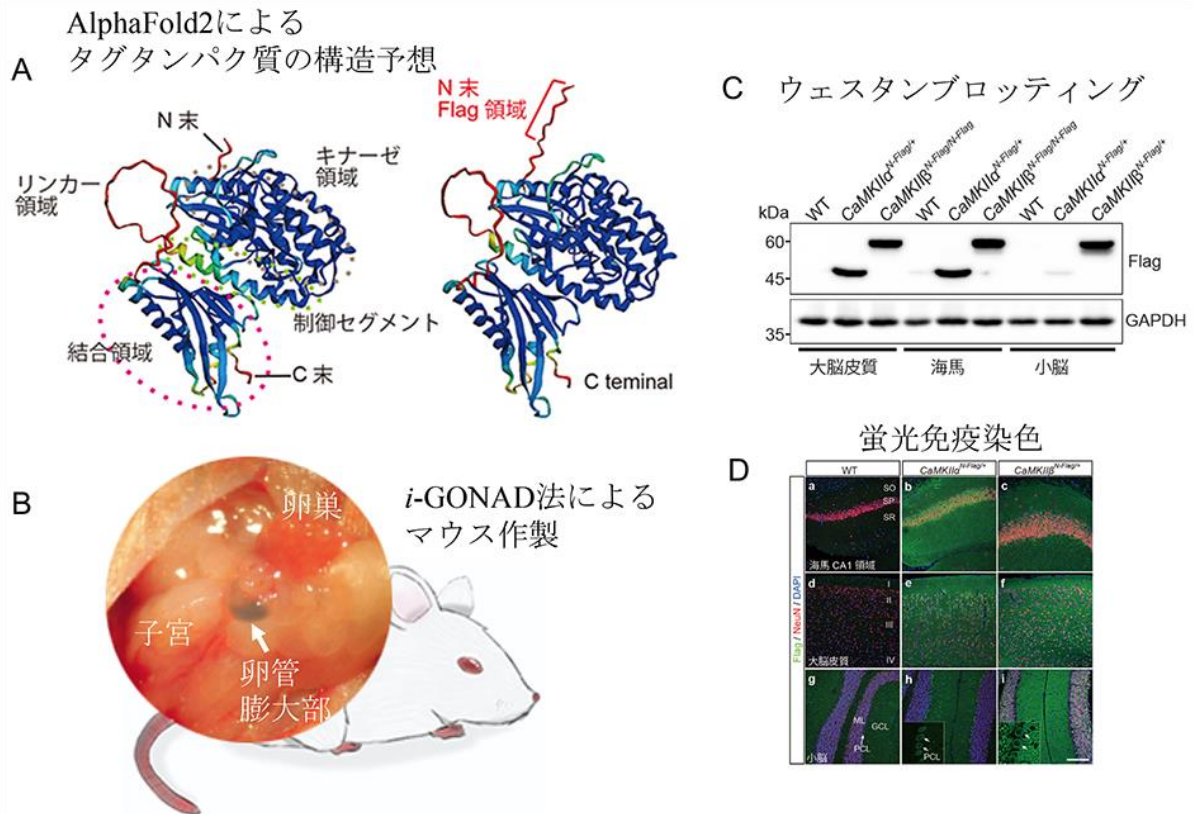 AlphaFold2による
タグタンパク質の構造予想
A
N 末
リンカー
領域
キナーゼ
領域
制御セグメント
結合領域
C 末
N 末
Flag 領域
C teminal
B
i-GONAD法による
マウス作製
卵巣
子宮
卵管
膨大部
C ウェスタンブロッティング
WT
CaMKIIα^N-Flag/+
CaMKIIβ^N-Flag/N-Flag
WT
CaMKIIα^N-Flag/+
CaMKIIβ^N-Flag/N-Flag
WT
CaMKIIα^N-Flag/+
CaMKIIβ^N-Flag/+
kDa
60-
45-
35-
Flag
GAPDH
大脳皮質 海馬 小脳
蛍光免疫染色
D
WT CaMKIIα^N-Flag/+ CaMKIIβ^N-Flag/+
Flag / NeuN / DAPI
a SO
SP
SR
海馬 CA1 領域
b
c
d I
II
III
IV
大脳皮質
e
f
g
ML
GCL
PCL
小脳
h
PCL
i